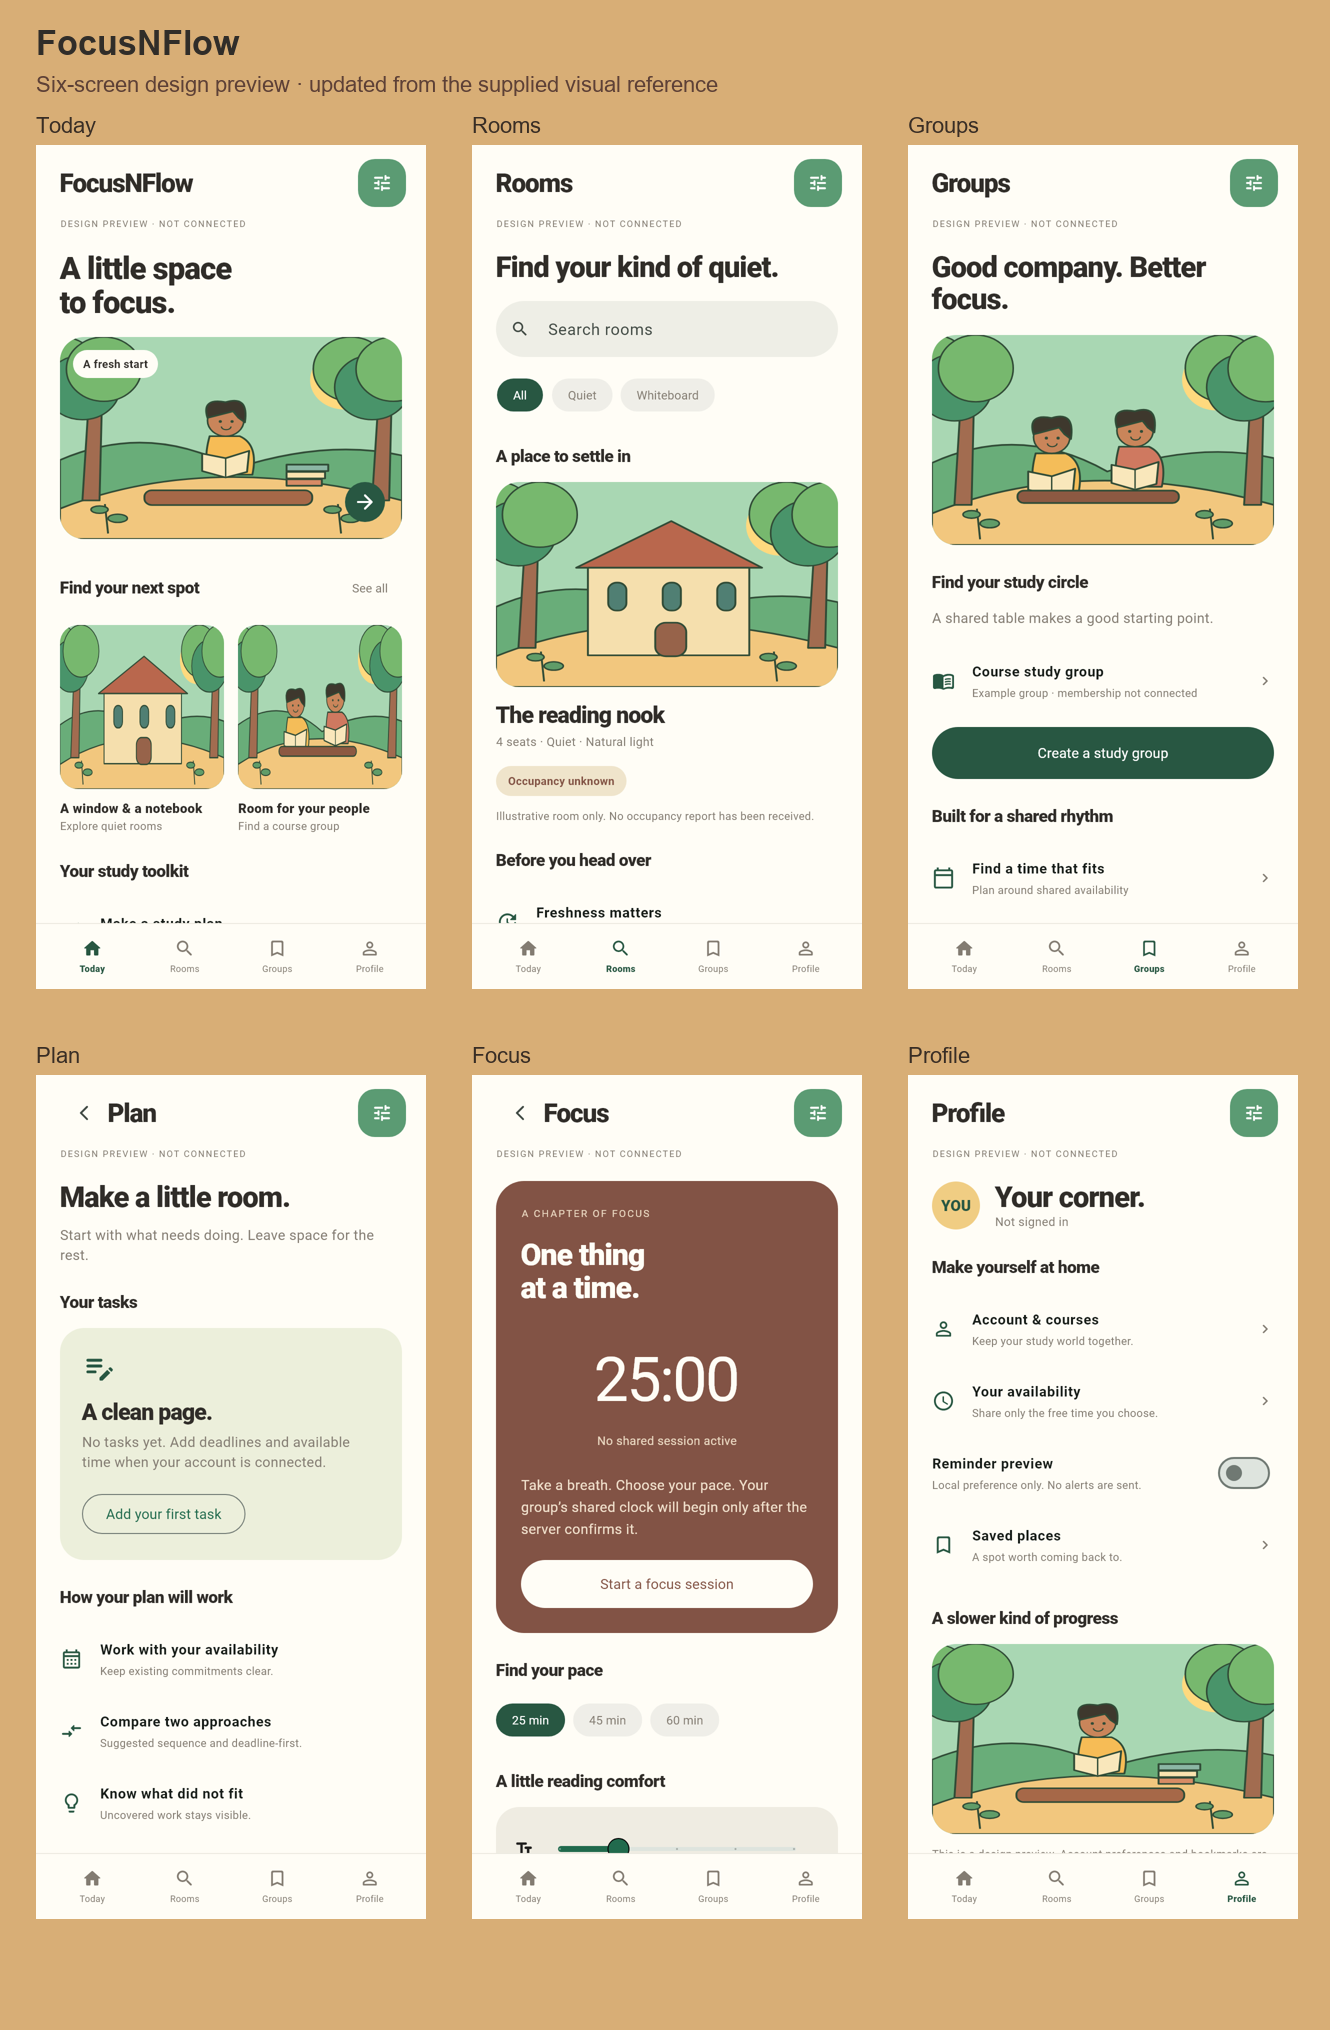 FocusNFlow
Six-screen design preview · updated from the supplied visual reference
Today
FocusNFlow
DESIGN PREVIEW · NOT CONNECTED
A little space
to focus.
A fresh start
Find your next spot
See all
A window & a notebook
Explore quiet rooms
Room for your people
Find a course group
Your study toolkit
Make a study plan
Today
Rooms
Groups
Profile
Rooms
Rooms
DESIGN PREVIEW · NOT CONNECTED
Find your kind of quiet.
Search rooms
All
Quiet
Whiteboard
A place to settle in
The reading nook
4 seats · Quiet · Natural light
Occupancy unknown
Illustrative room only. No occupancy report has been received.
Before you head over
Freshness matters
Today
Rooms
Groups
Profile
Groups
Groups
DESIGN PREVIEW · NOT CONNECTED
Good company. Better
focus.
Find your study circle
A shared table makes a good starting point.
Course study group
Example group · membership not connected
Create a study group
Built for a shared rhythm
Find a time that fits
Plan around shared availability
Today
Rooms
Groups
Profile
Plan
Plan
DESIGN PREVIEW · NOT CONNECTED
Make a little room.
Start with what needs doing. Leave space for the
rest.
Your tasks
A clean page.
No tasks yet. Add deadlines and available
time when your account is connected.
Add your first task
How your plan will work
Work with your availability
Keep existing commitments clear.
Compare two approaches
Suggested sequence and deadline-first.
Know what did not fit
Uncovered work stays visible.
Today
Rooms
Groups
Profile
Focus
Focus
DESIGN PREVIEW · NOT CONNECTED
A CHAPTER OF FOCUS
One thing
at a time.
25:00
No shared session active
Take a breath. Choose your pace. Your
group's shared clock will begin only after the
server confirms it.
Start a focus session
Find your pace
25 min
45 min
60 min
A little reading comfort
Tt
Today
Rooms
Groups
Profile
Profile
Profile
DESIGN PREVIEW · NOT CONNECTED
YOU
Your corner.
Not signed in
Make yourself at home
Account & courses
Keep your study world together.
Your availability
Share only the free time you choose.
Reminder preview
Local preference only. No alerts are sent.
Saved places
A spot worth coming back to.
A slower kind of progress
This is a design preview. Account preferences and bookmarks are
Today
Rooms
Groups
Profile